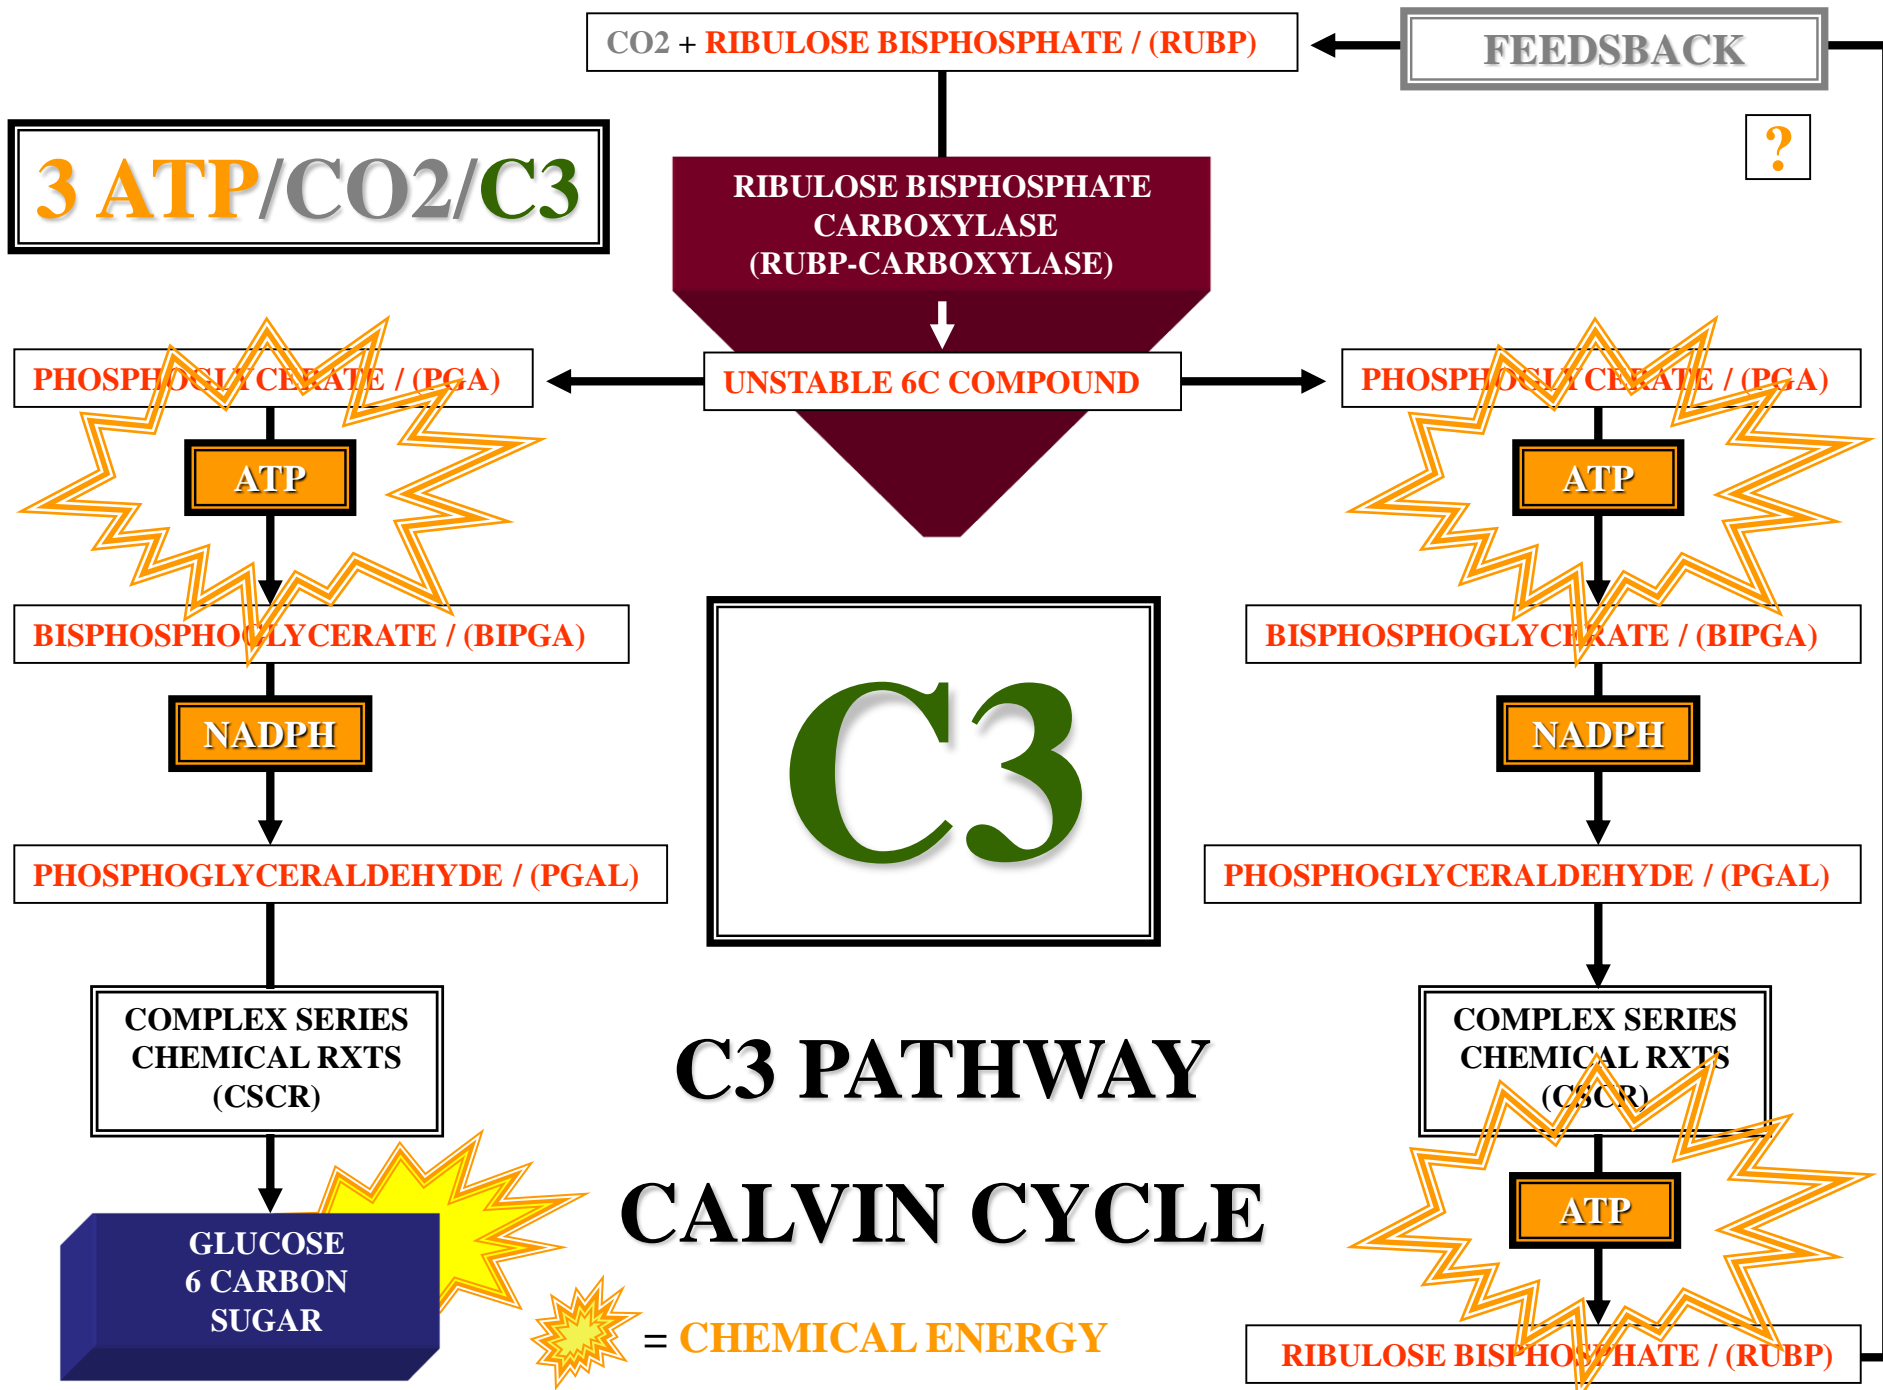 CO2 + RIBULOSE BISPHOSPHATE / (RUBP)
FEEDSBACK
?
3 ATP/CO2/C3
RIBULOSE BISPHOSPHATE
CARBOXYLASE
(RUBP-CARBOXYLASE)
PHOSPHOGLYCERATE / (PGA)
UNSTABLE 6C COMPOUND
PHOSPHOGLYCERATE / (PGA)
ATP
ATP
BISPHOSPHOGLYCERATE / (BIPGA)
BISPHOSPHOGLYCERATE / (BIPGA)
NADPH
C3
NADPH
PHOSPHOGLYCERALDEHYDE / (PGAL)
PHOSPHOGLYCERALDEHYDE / (PGAL)
COMPLEX SERIES
CHEMICAL RXTS
(CSCR)
C3 PATHWAY
CALVIN CYCLE
COMPLEX SERIES
CHEMICAL RXTS
(CSCR)
ATP
GLUCOSE
6 CARBON
SUGAR
= CHEMICAL ENERGY
RIBULOSE BISPHOSPHATE / (RUBP)